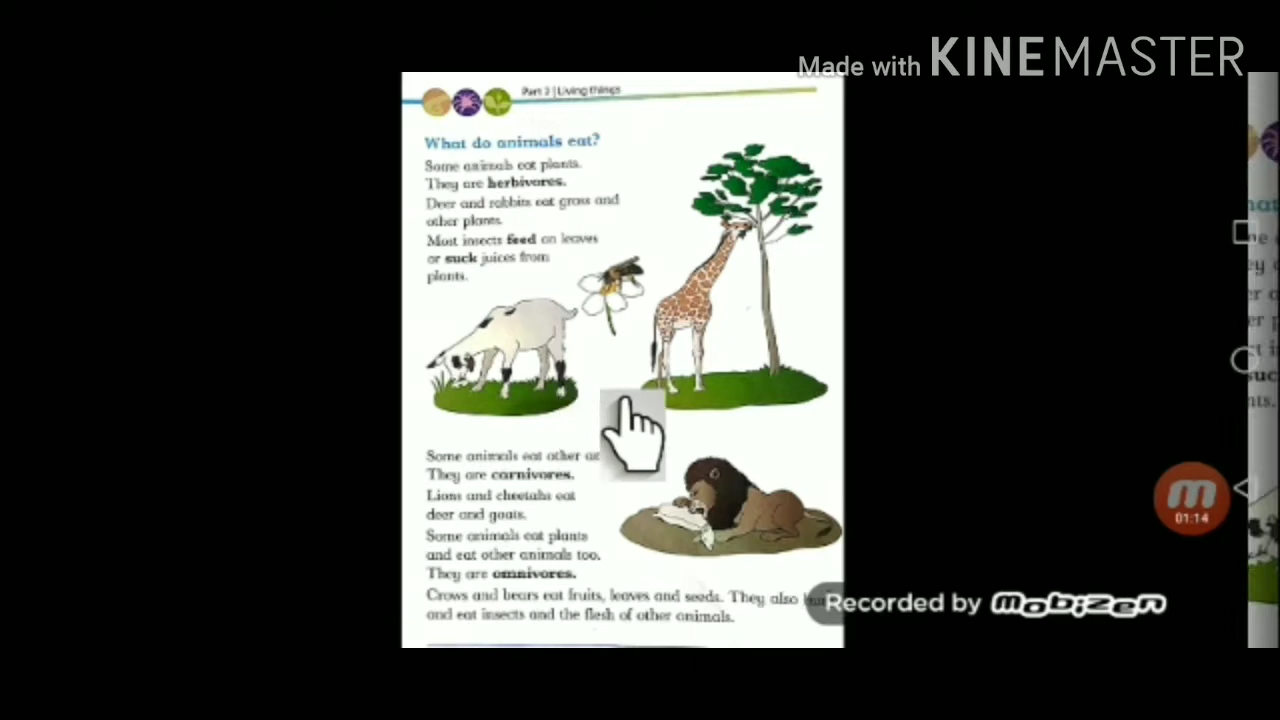 Made with KINEMASTER
Part 2 | Living things
What do animals eat?
Some animals eat plants.
They are herbivores.
Deer and rabbits eat grass and
other plants.
Most insects feed on leaves
or suck juices from
plants.
Some animals eat other
They are carnivores.
Lions and cheetahs eat
deer and goats.
Some animals eat plants
and eat other animals too.
They are omnivores.
Crows and bears eat fruits, leaves and seeds. They also
and eat insects and the flesh of other animals.
Recorded by mobizen
01:14